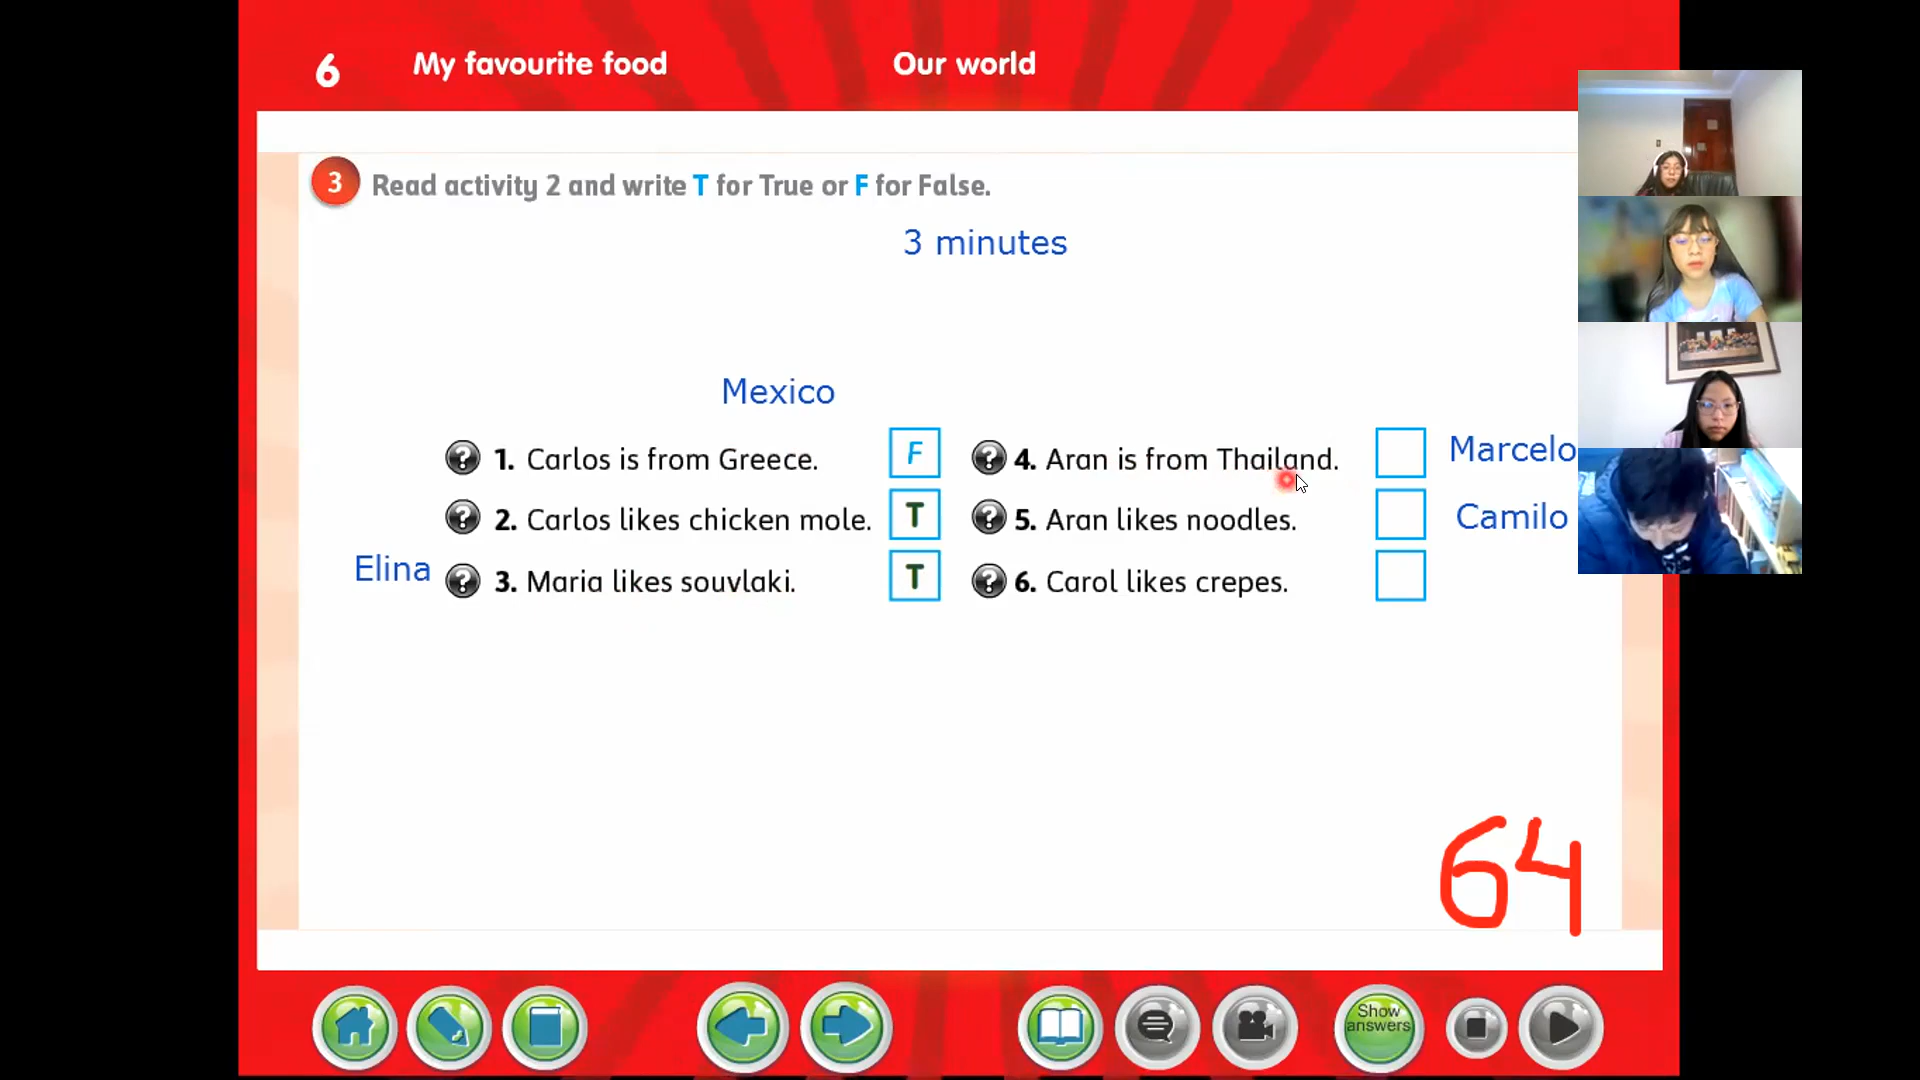 6 My favourite food Our world
3 Read activity 2 and write T for True or F for False.
3 minutes
Mexico
? 1. Carlos is from Greece. F
? 2. Carlos likes chicken mole. T
Elina ? 3. Maria likes souvlaki. T
? 4. Aran is from Thailand. Marcelo
? 5. Aran likes noodles. Camilo
? 6. Carol likes crepes.
64
Show
answers